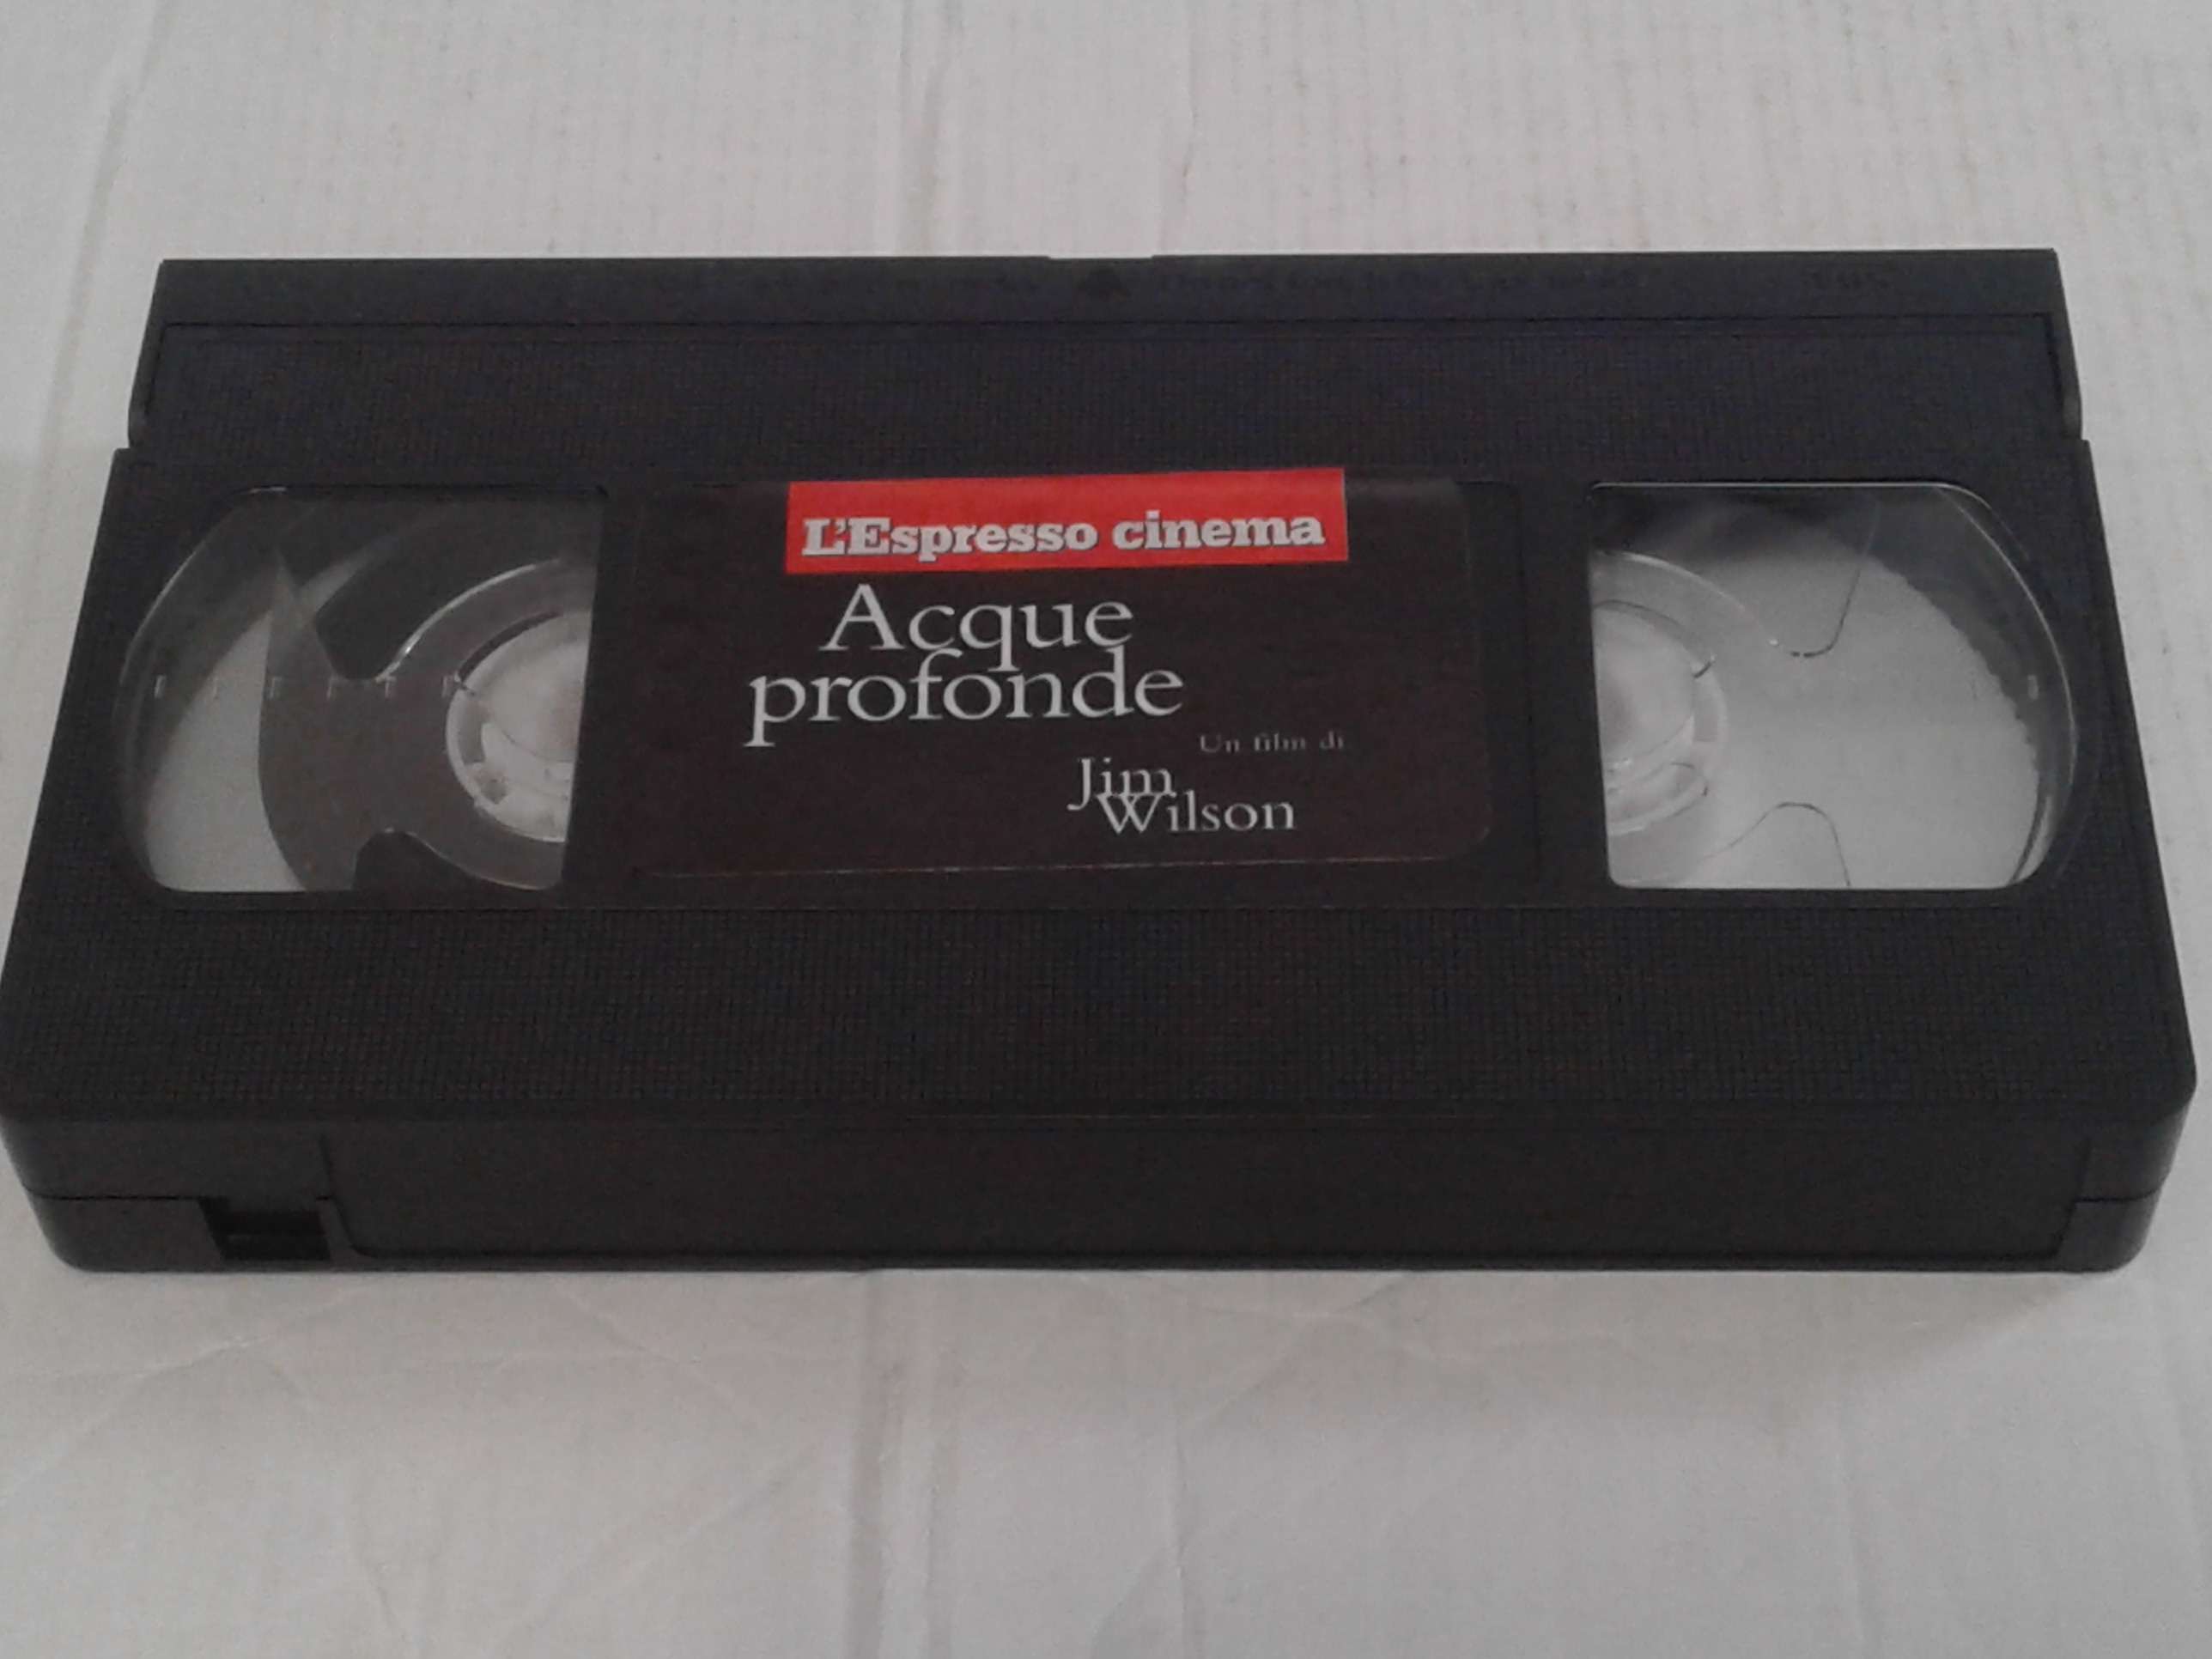 L'Espresso cinema
Acque
profonde
Un film di
Jim
Wilson